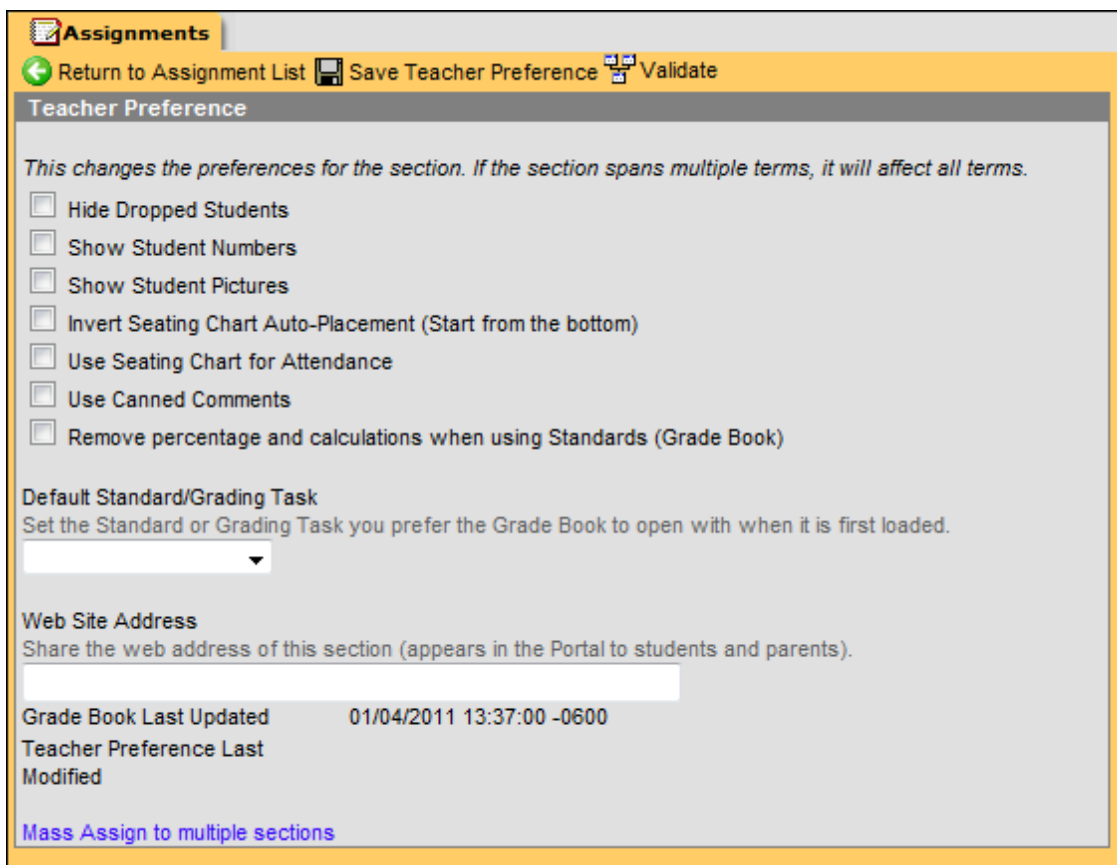 Assignments
Return to Assignment List Save Teacher Preference Validate
Teacher Preference
This changes the preferences for the section. If the section spans multiple terms, it will affect all terms.
Hide Dropped Students
Show Student Numbers
Show Student Pictures
Invert Seating Chart Auto-Placement (Start from the bottom)
Use Seating Chart for Attendance
Use Canned Comments
Remove percentage and calculations when using Standards (Grade Book)
Default Standard/Grading Task
Set the Standard or Grading Task you prefer the Grade Book to open with when it is first loaded.
Web Site Address
Share the web address of this section (appears in the Portal to students and parents).
Grade Book Last Updated 01/04/2011 13:37:00 -0600
Teacher Preference Last
Modified
Mass Assign to multiple sections